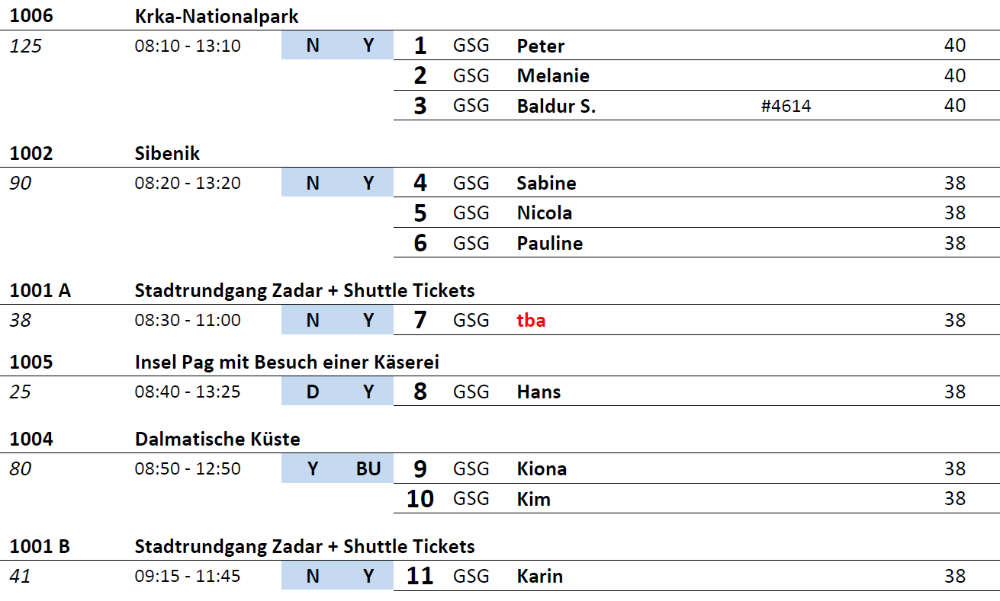 1006 Krka-Nationalpark
125 08:10 - 13:10 N Y 1 GSG Peter 40
2 GSG Melanie 40
3 GSG Baldur S. #4614 40
1002 Sibenik
90 08:20 - 13:20 N Y 4 GSG Sabine 38
5 GSG Nicola 38
6 GSG Pauline 38
1001 A Stadtrundgang Zadar + Shuttle Tickets
38 08:30 - 11:00 N Y 7 GSG tba 38
1005 Insel Pag mit Besuch einer Käserei
25 08:40 - 13:25 D Y 8 GSG Hans 38
1004 Dalmatische Küste
80 08:50 - 12:50 Y BU 9 GSG Kiona 38
10 GSG Kim 38
1001 B Stadtrundgang Zadar + Shuttle Tickets
41 09:15 - 11:45 N Y 11 GSG Karin 38